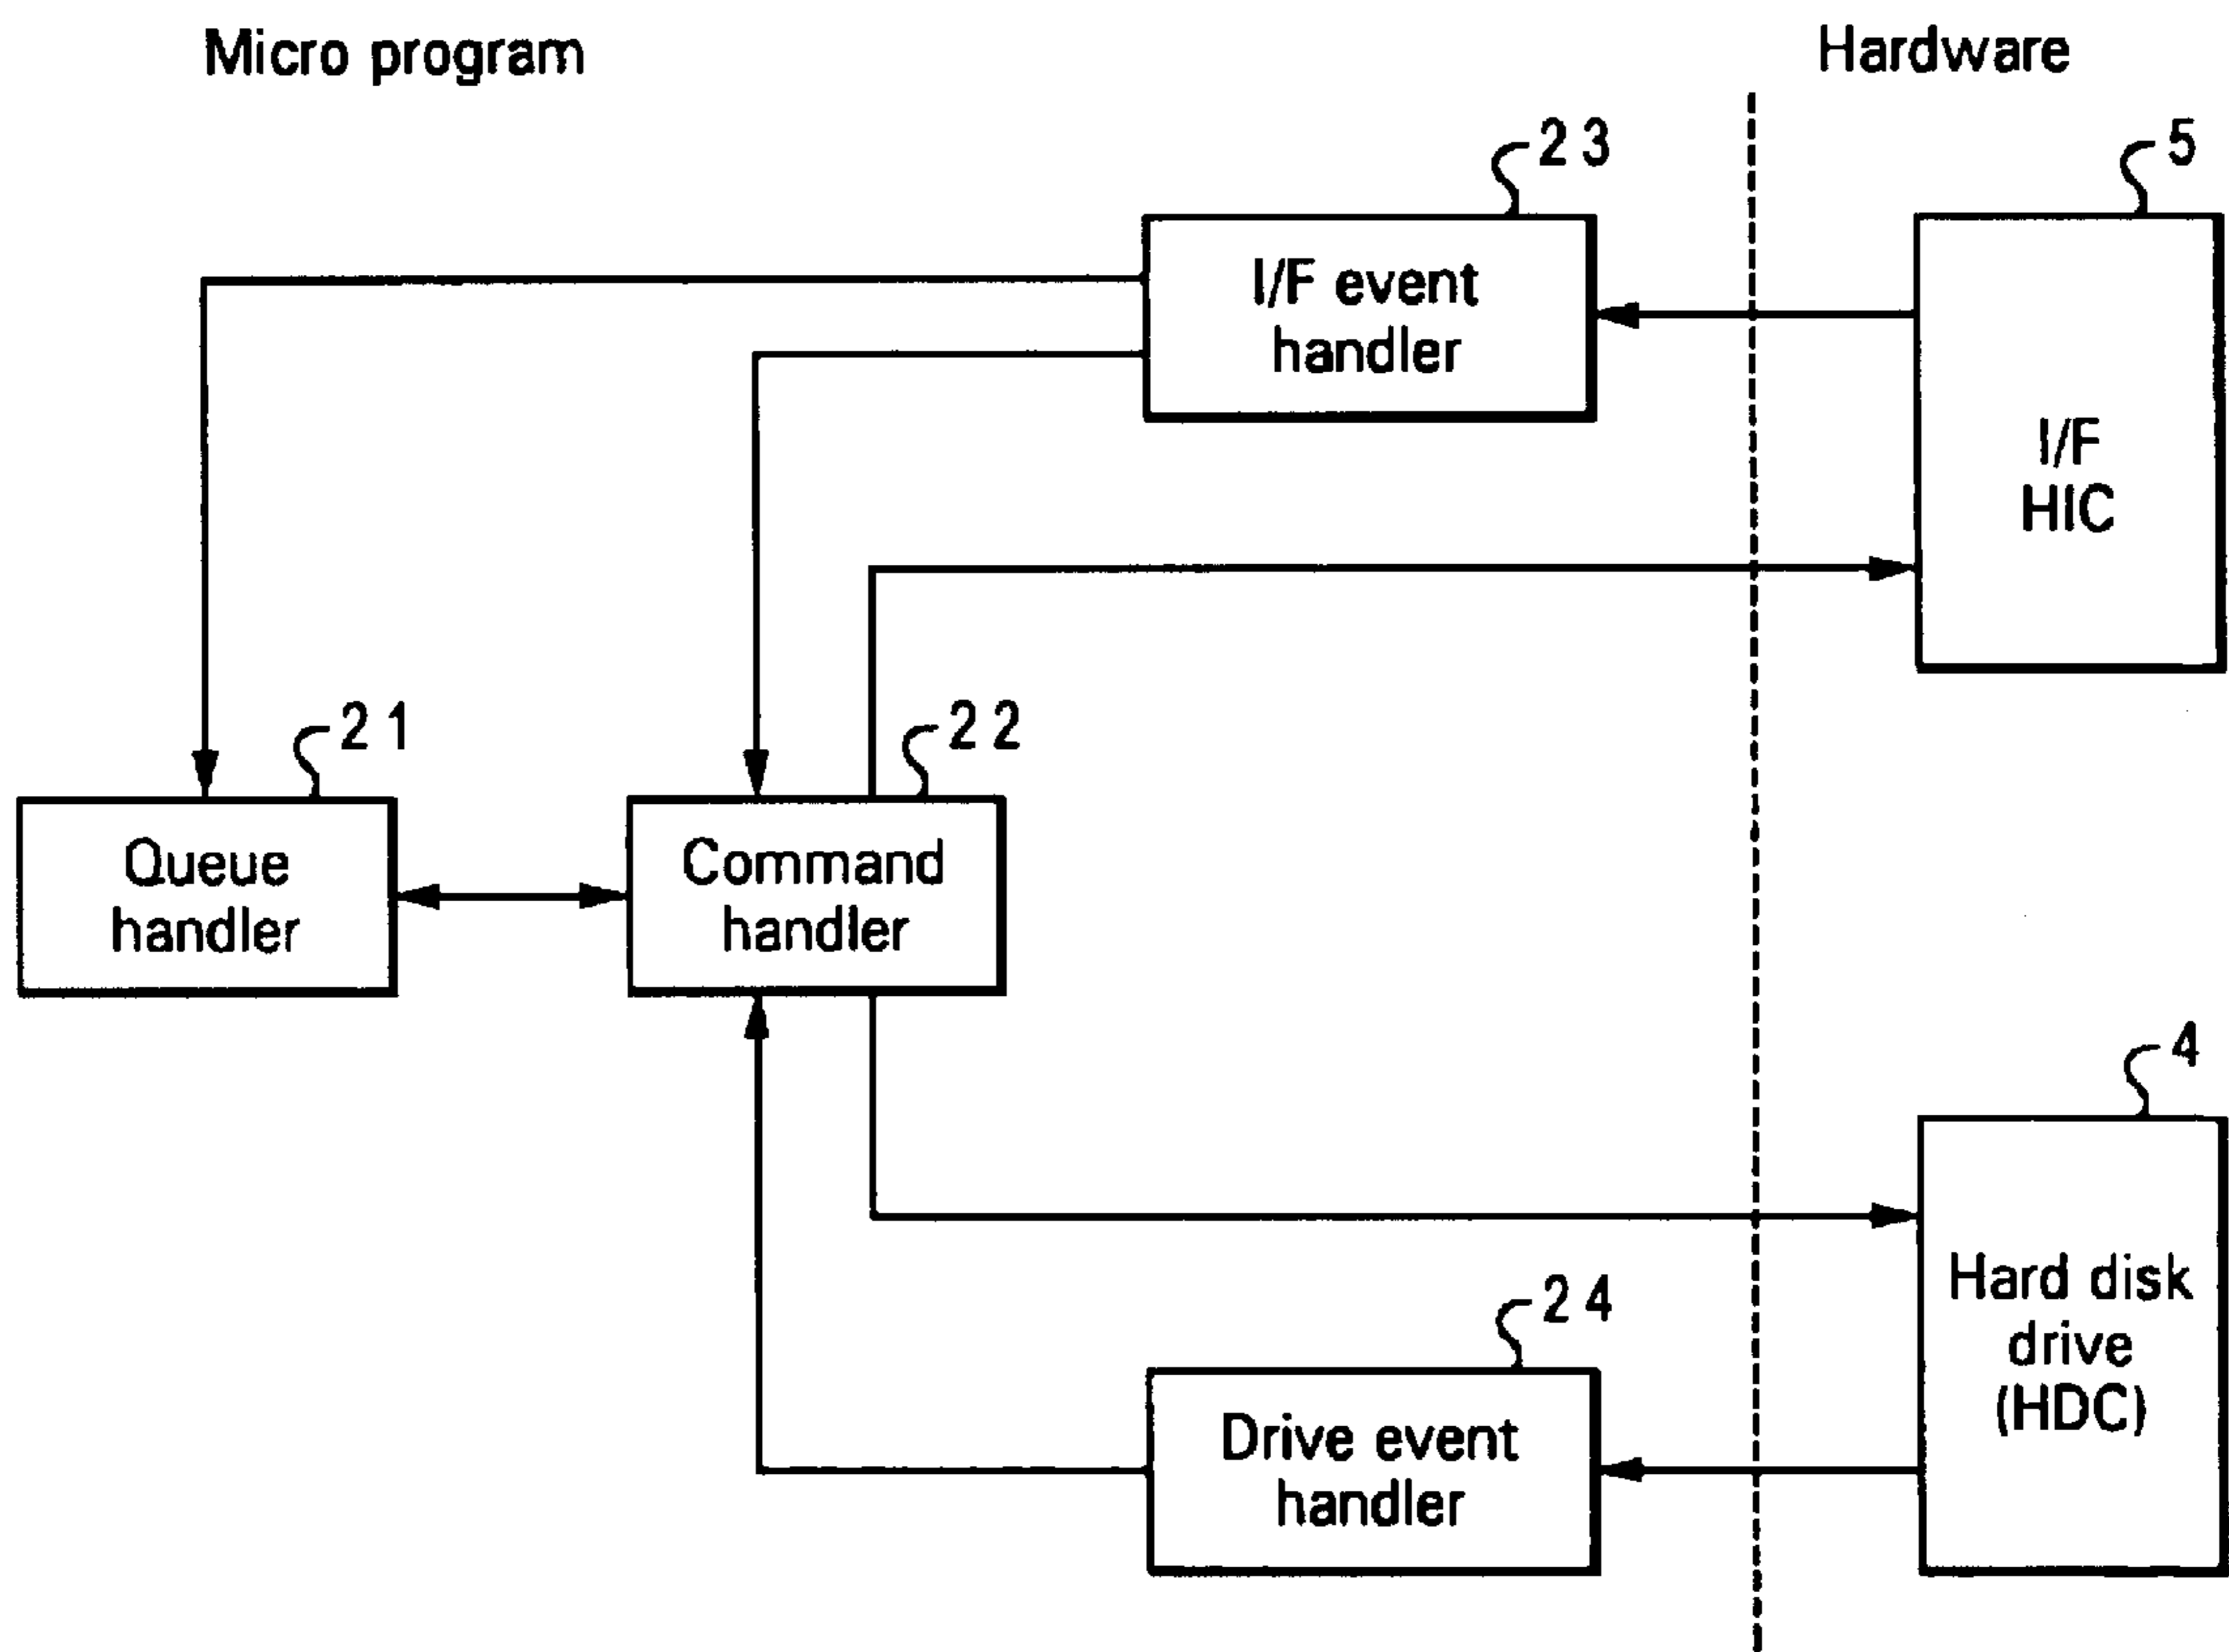 Micro program
Hardware
23
5
I/F event
handler
I/F
HIC
21
22
Queue
handler
Command
handler
4
Hard disk
drive
(HDC)
24
Drive event
handler